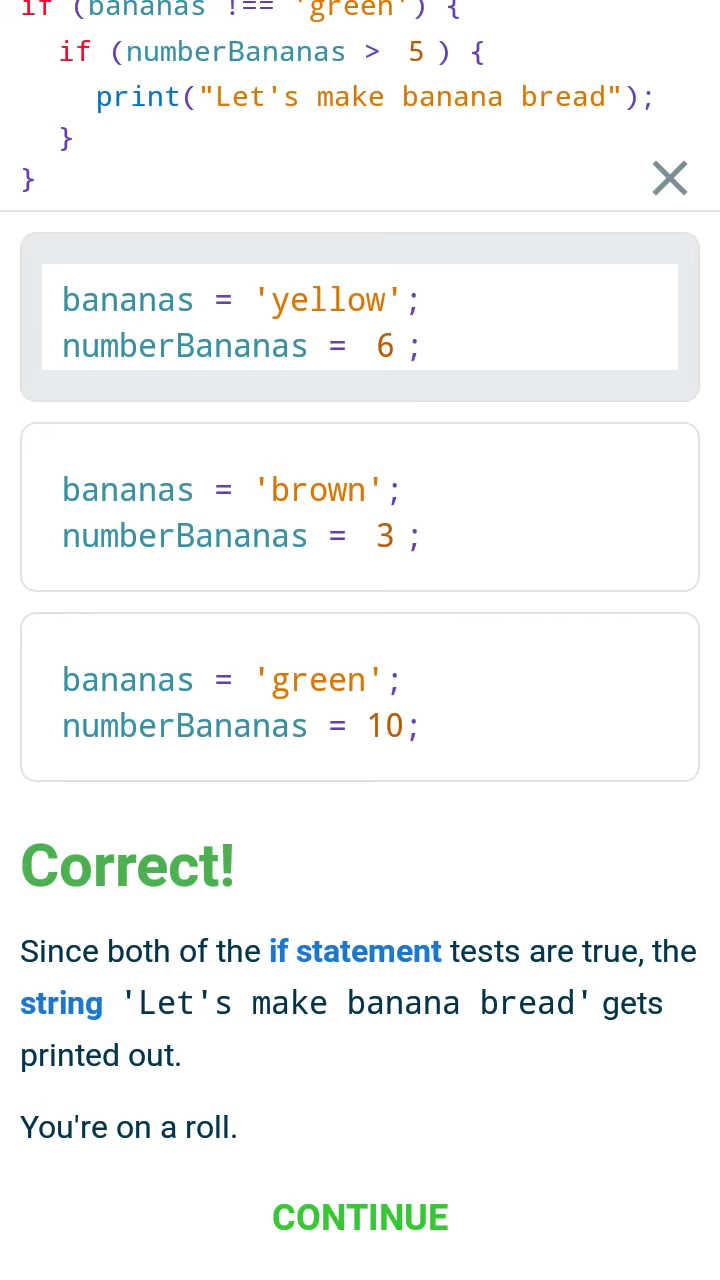 if (bananas !== 'green') {
if (numberBananas > 5 ) {
print("Let's make banana bread");
}
}
bananas = 'yellow';
numberBananas = 6 ;
bananas = 'brown';
numberBananas = 3 ;
bananas = 'green';
numberBananas = 10;
Correct!
Since both of the if statement tests are true, the
string 'Let's make banana bread' gets
printed out.
You're on a roll.
CONTINUE